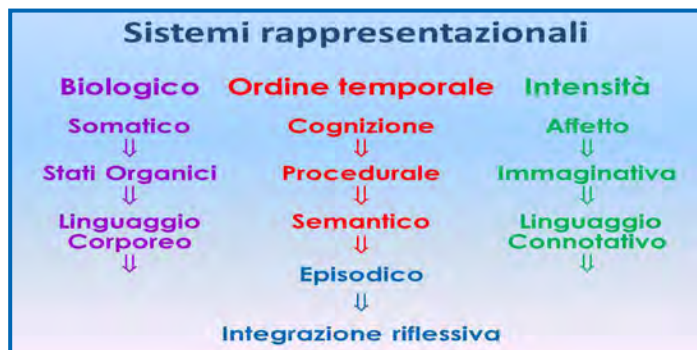 Sistemi rappresentazionali
Biologico Ordine temporale Intensità
Somatico Cognizione Affetto
⇓ ⇓ ⇓
Stati Organici Procedurale Immaginativa
⇓ ⇓ ⇓
Linguaggio Semantico Linguaggio
Corporeo ⇓ Connotativo
⇓ Episodico ⇓
⇓
Integrazione riflessiva